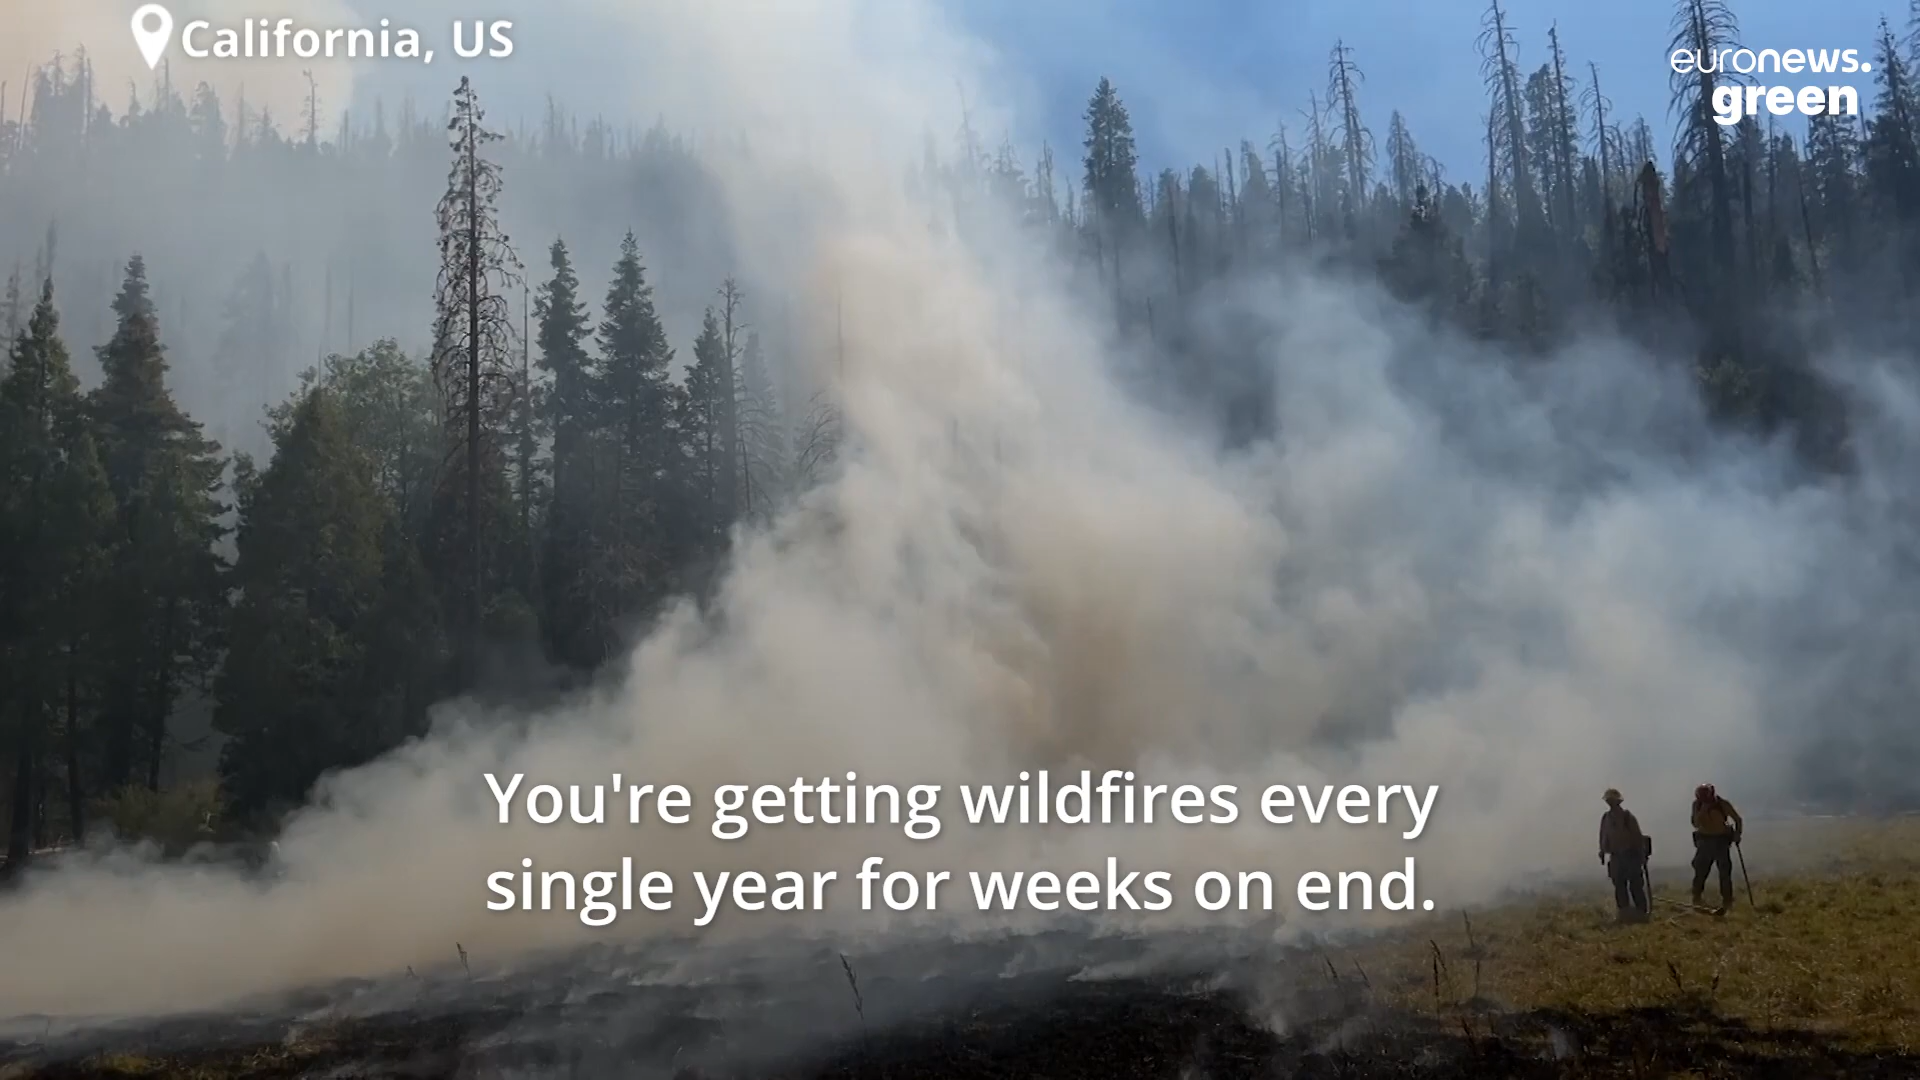 California, US
euronews.
green
You're getting wildfires every
single year for weeks on end.